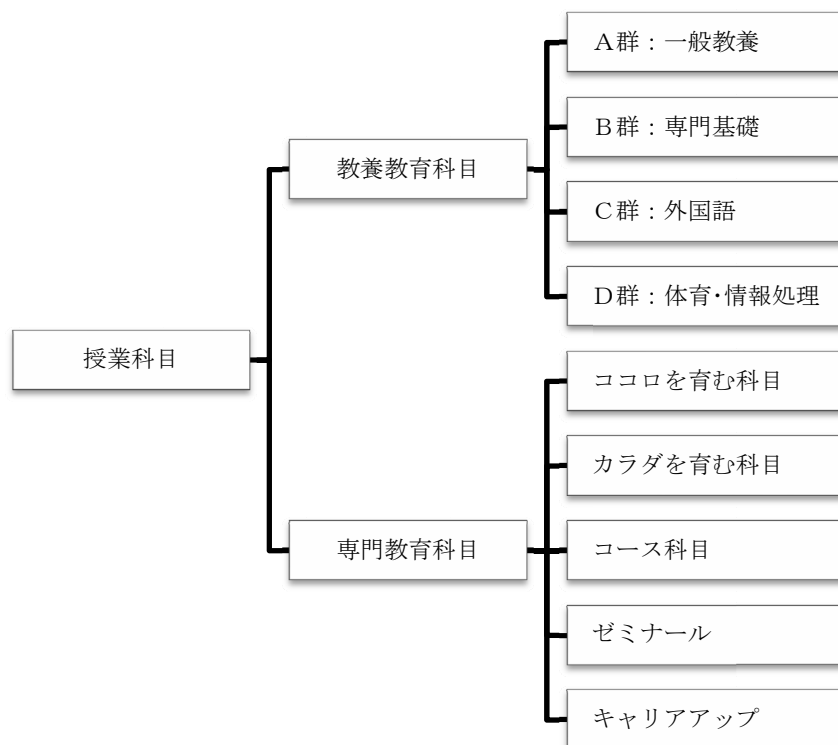 授業科目
教養教育科目
Ａ群：一般教養
Ｂ群：専門基礎
Ｃ群：外国語
Ｄ群：体育･情報処理
専門教育科目
ココロを育む科目
カラダを育む科目
コース科目
ゼミナール
キャリアアップ